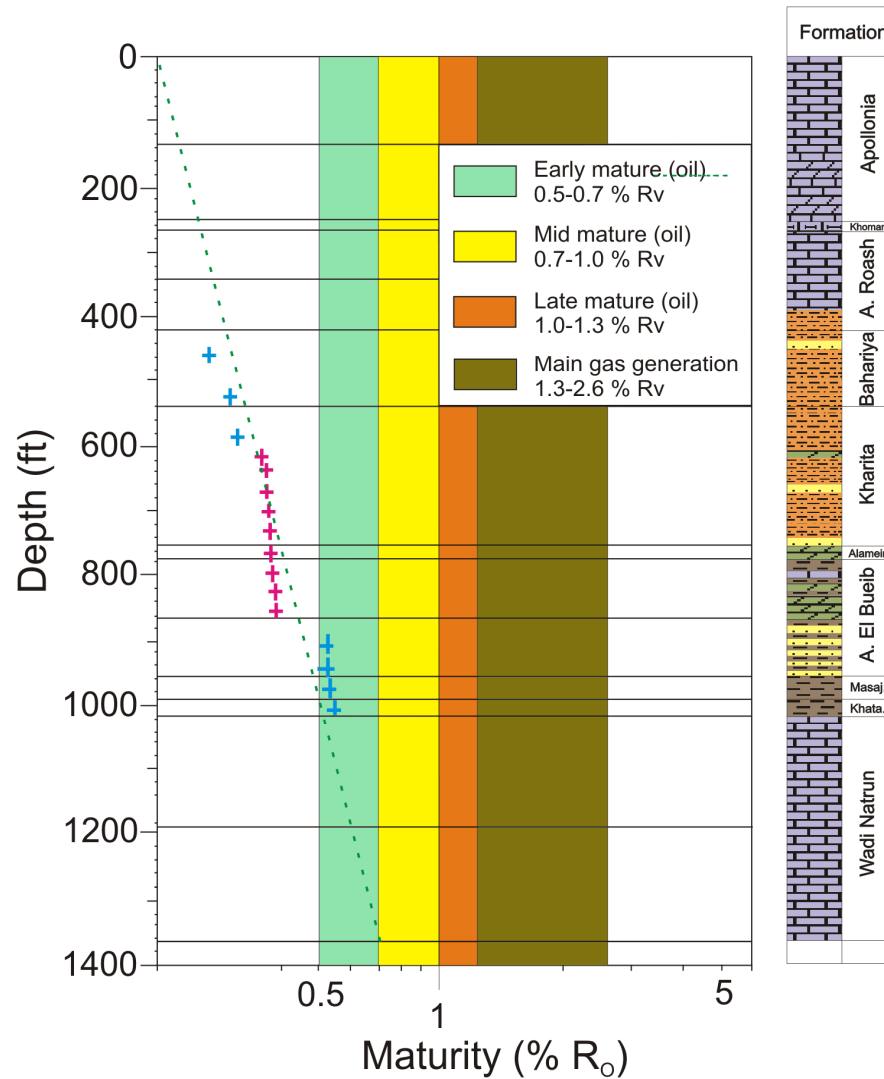 Formation
0
200
400
600
800
1000
1200
1400
Depth (ft)
Early mature (oil)
0.5-0.7 % Rv
Mid mature (oil)
0.7-1.0 % Rv
Late mature (oil)
1.0-1.3 % Rv
Main gas generation
1.3-2.6 % Rv
0.5
1
5
Maturity (% RO)
Apollonia
Khoman
A. Roash
Bahariya
Kharita
Alamein
A. El Bueib
Masaj.
Khata.
Wadi Natrun